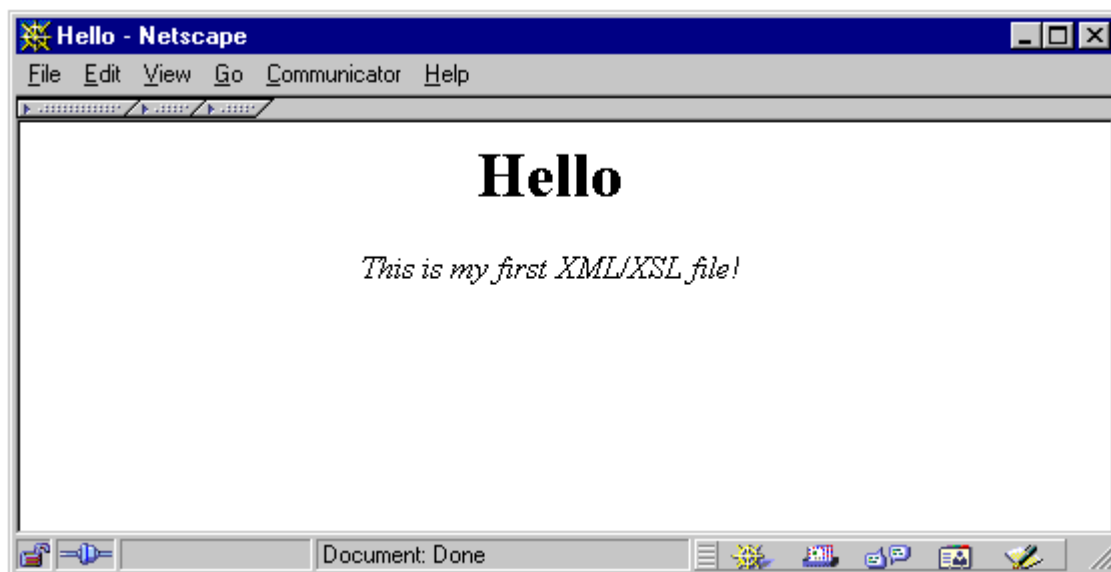 Hello - Netscape
File Edit View Go Communicator Help
Hello
This is my first XML/XSL file!
Document: Done